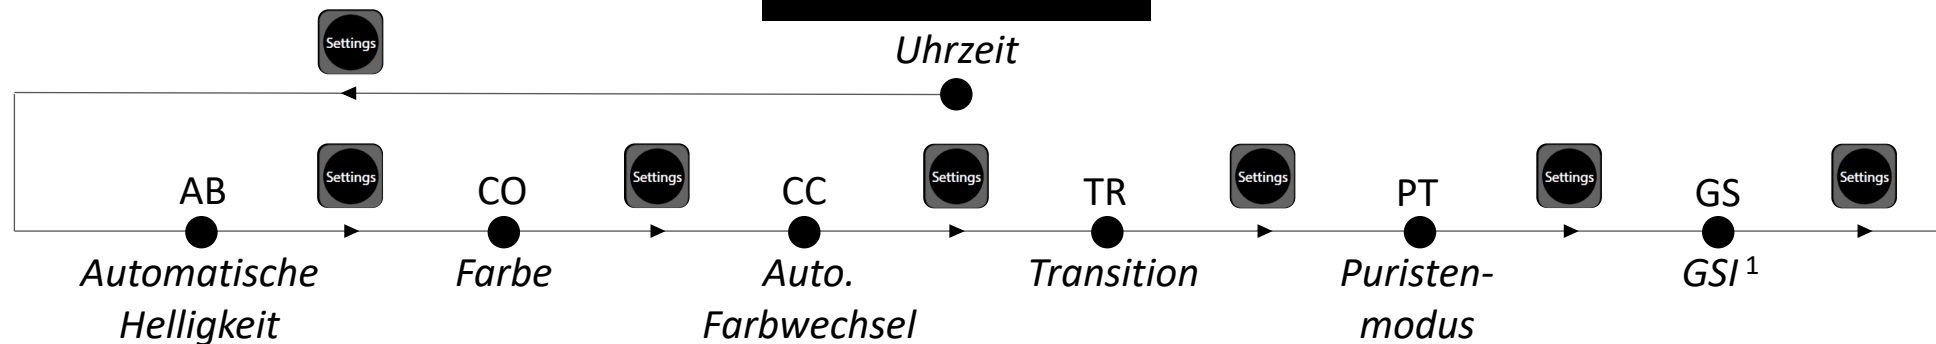 Settings
Uhrzeit
Settings Settings Settings Settings Settings Settings
AB CO CC TR PT GS
Automatische Farbe Auto. Transition Puristen- GSI ¹
Helligkeit Farbwechsel modus